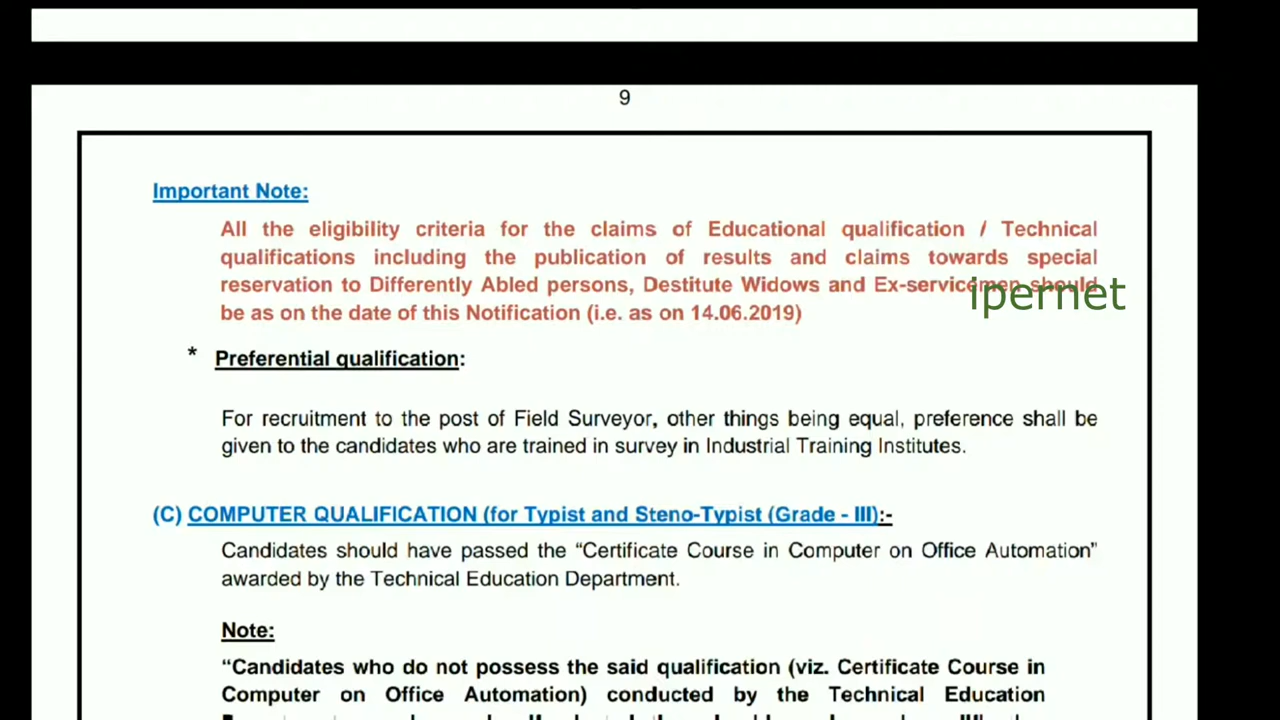 9
Important Note:
All the eligibility criteria for the claims of Educational qualification / Technical
qualifications including the publication of results and claims towards special
reservation to Differently Abled persons, Destitute Widows and Ex-servicemen should
ipernet
be as on the date of this Notification (i.e. as on 14.06.2019)
* Preferential qualification:
For recruitment to the post of Field Surveyor, other things being equal, preference shall be
given to the candidates who are trained in survey in Industrial Training Institutes.
(C) COMPUTER QUALIFICATION (for Typist and Steno-Typist (Grade - III):-
Candidates should have passed the “Certificate Course in Computer on Office Automation”
awarded by the Technical Education Department.
Note:
“Candidates who do not possess the said qualification (viz. Certificate Course in
Computer on Office Automation) conducted by the Technical Education